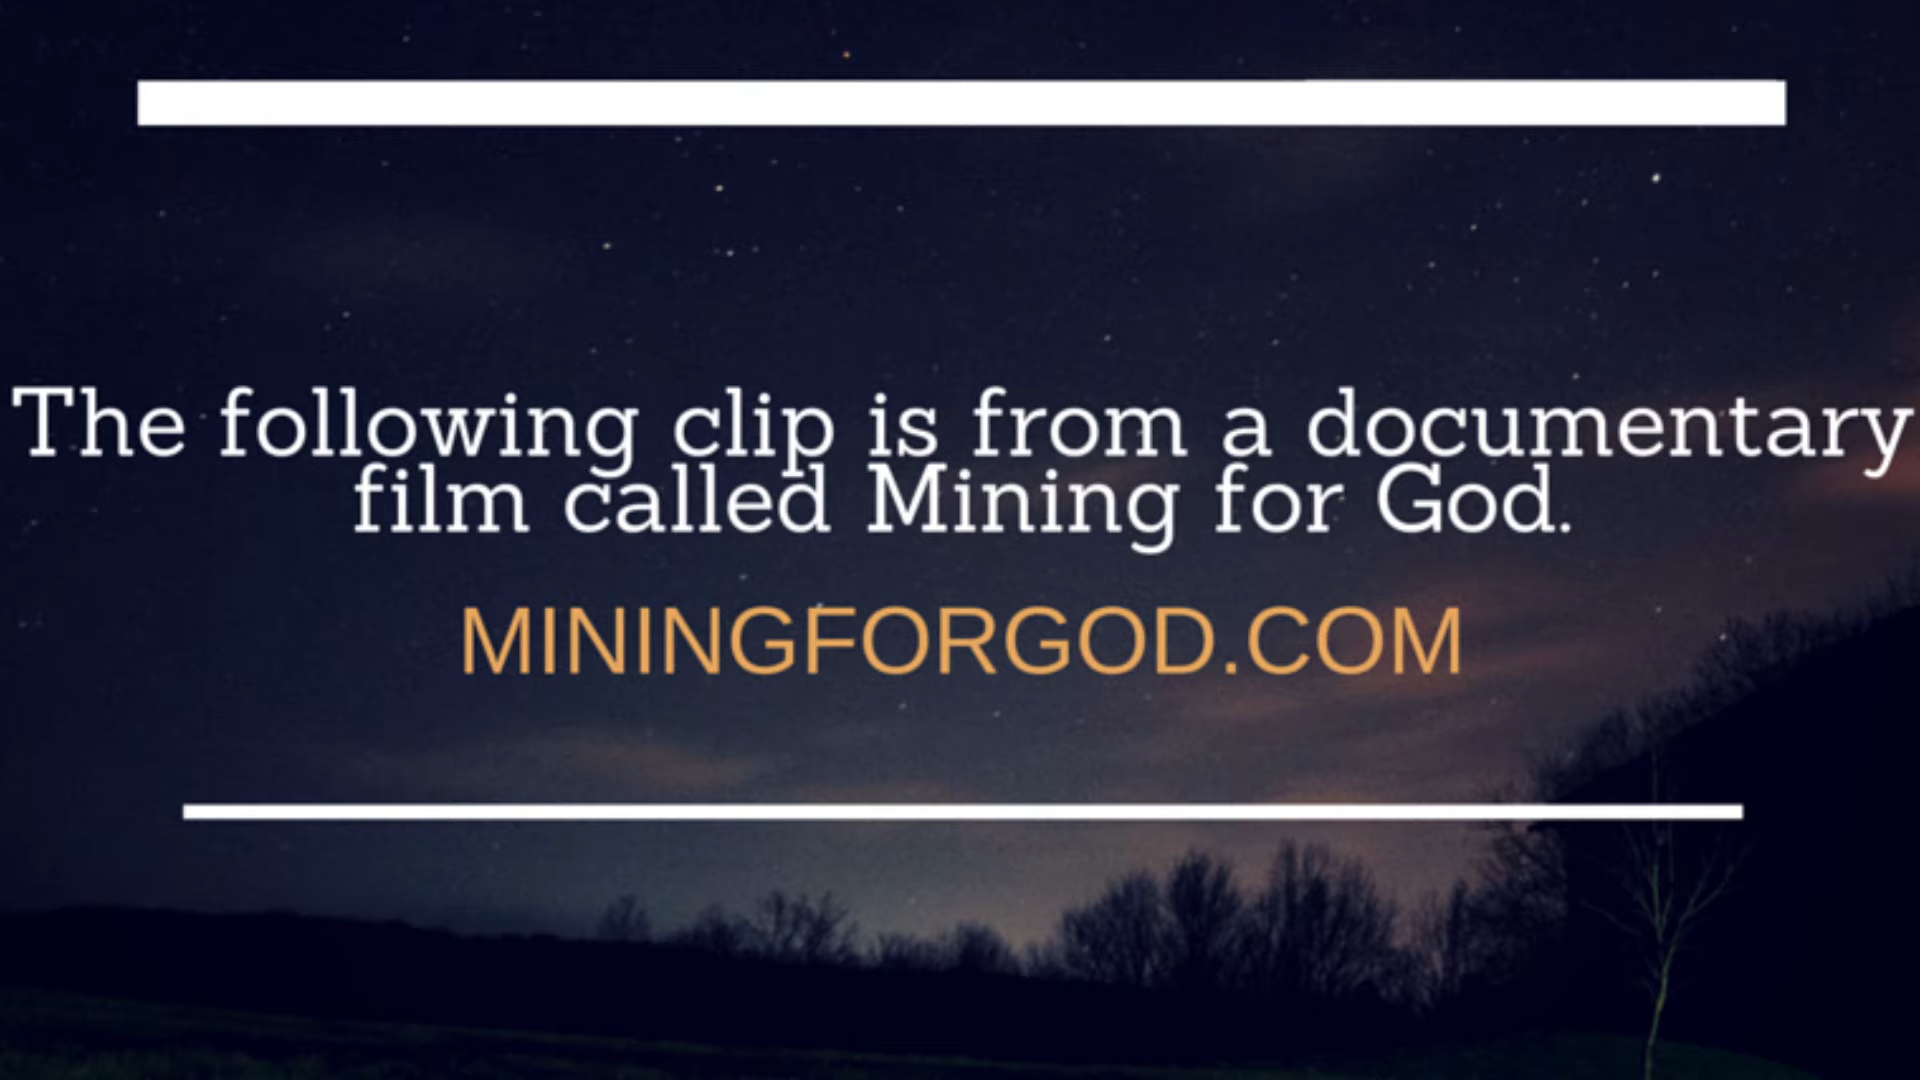 The following clip is from a documentary
film called Mining for God.
MININGFORGOD.COM